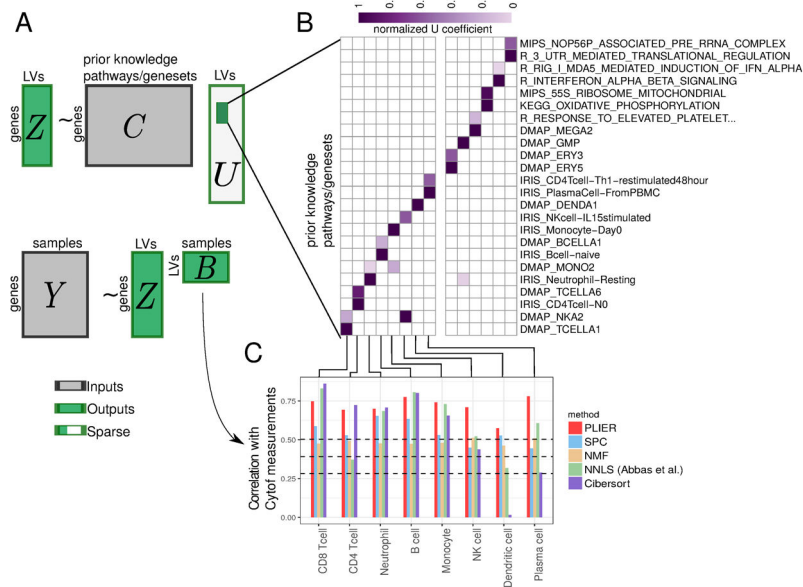 A
prior knowledge
pathways/genesets
LVs
LVs
genes
Z
~
genes
C
U
samples
LVs
samples
genes
Y
~
genes
Z
LVs
B
Inputs
Outputs
Sparse
B
1
0.
0.
0.
0
normalized U coefficient
prior knowledge
pathways/genesets
MIPS_NOP56P_ASSOCIATED_PRE_RRNA_COMPLEX
R_3_UTR_MEDIATED_TRANSLATIONAL_REGULATION
R_RIG_I_MDA5_MEDIATED_INDUCTION_OF_IFN_ALPHA
R_INTERFERON_ALPHA_BETA_SIGNALING
MIPS_55S_RIBOSOME_MITOCHONDRIAL
KEGG_OXIDATIVE_PHOSPHORYLATION
R_RESPONSE_TO_ELEVATED_PLATELET...
DMAP_MEGA2
DMAP_GMP
DMAP_ERY3
DMAP_ERY5
IRIS_CD4Tcell−Th1−restimulated48hour
IRIS_PlasmaCell−FromPBMC
DMAP_DENDA1
IRIS_NKcell−IL15stimulated
IRIS_Monocyte−Day0
DMAP_BCELLA1
IRIS_Bcell−naive
DMAP_MONO2
IRIS_Neutrophil−Resting
DMAP_TCELLA6
IRIS_CD4Tcell−N0
DMAP_NKA2
DMAP_TCELLA1
C
Correlation with
Cytof measurements
0.75
0.50
0.25
0.00
CD8 Tcell
CD4 Tcell
Neutrophil
B cell
Monocyte
NK cell
Dendritic cell
Plasma cell
method
PLIER
SPC
NMF
NNLS (Abbas et al.)
Cibersort